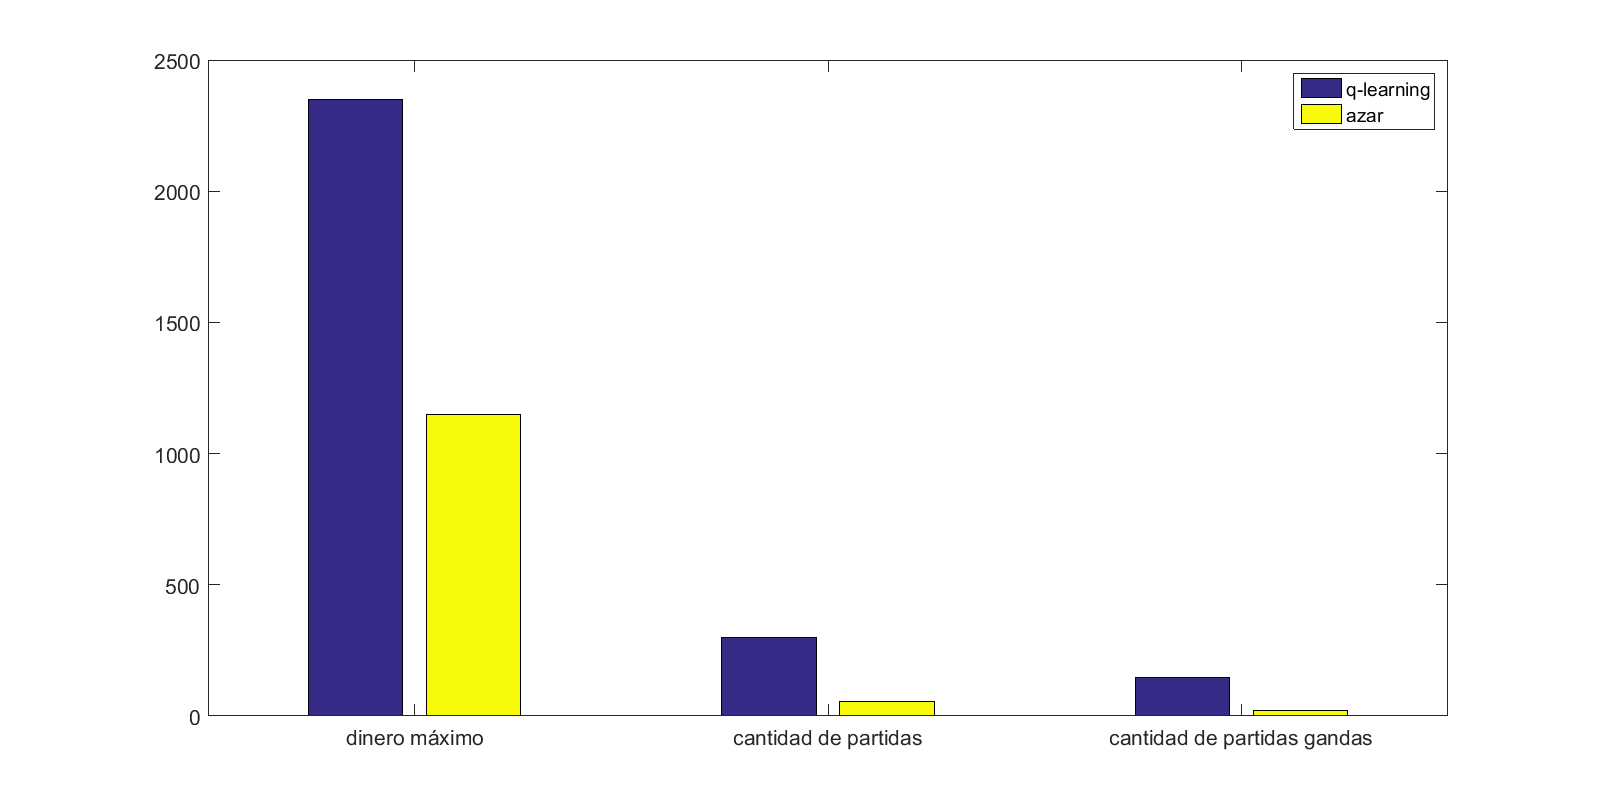 2500
2000
1500
1000
500
0
q-learning
azar
dinero máximo
cantidad de partidas
cantidad de partidas gandas